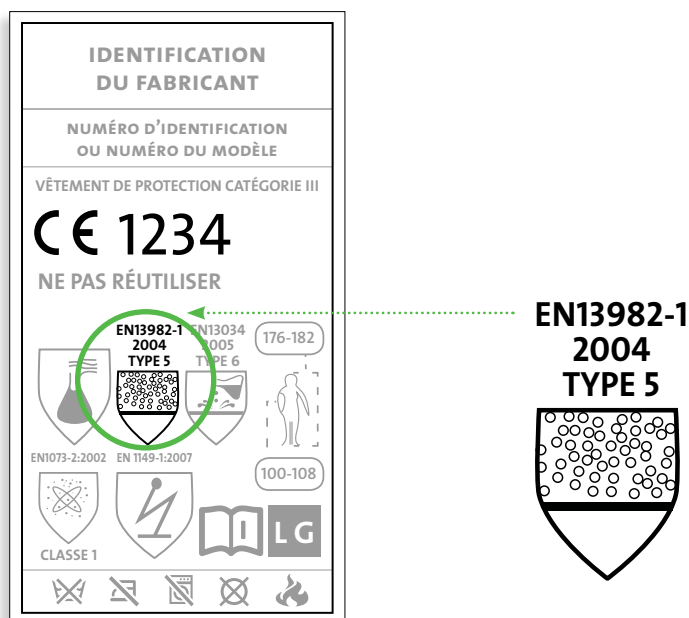 IDENTIFICATION
DU FABRICANT
NUMÉRO D'IDENTIFICATION
OU NUMÉRO DU MODÈLE
VÊTEMENT DE PROTECTION CATÉGORIE III
CE 1234
NE PAS RÉUTILISER
EN13982-1
2004
TYPE 5
EN13034
2005
TYPE 6
176-182
EN1073-2:2002
EN 1149-1:2007
100-108
CLASSE 1
i
L G
EN13982-1
2004
TYPE 5